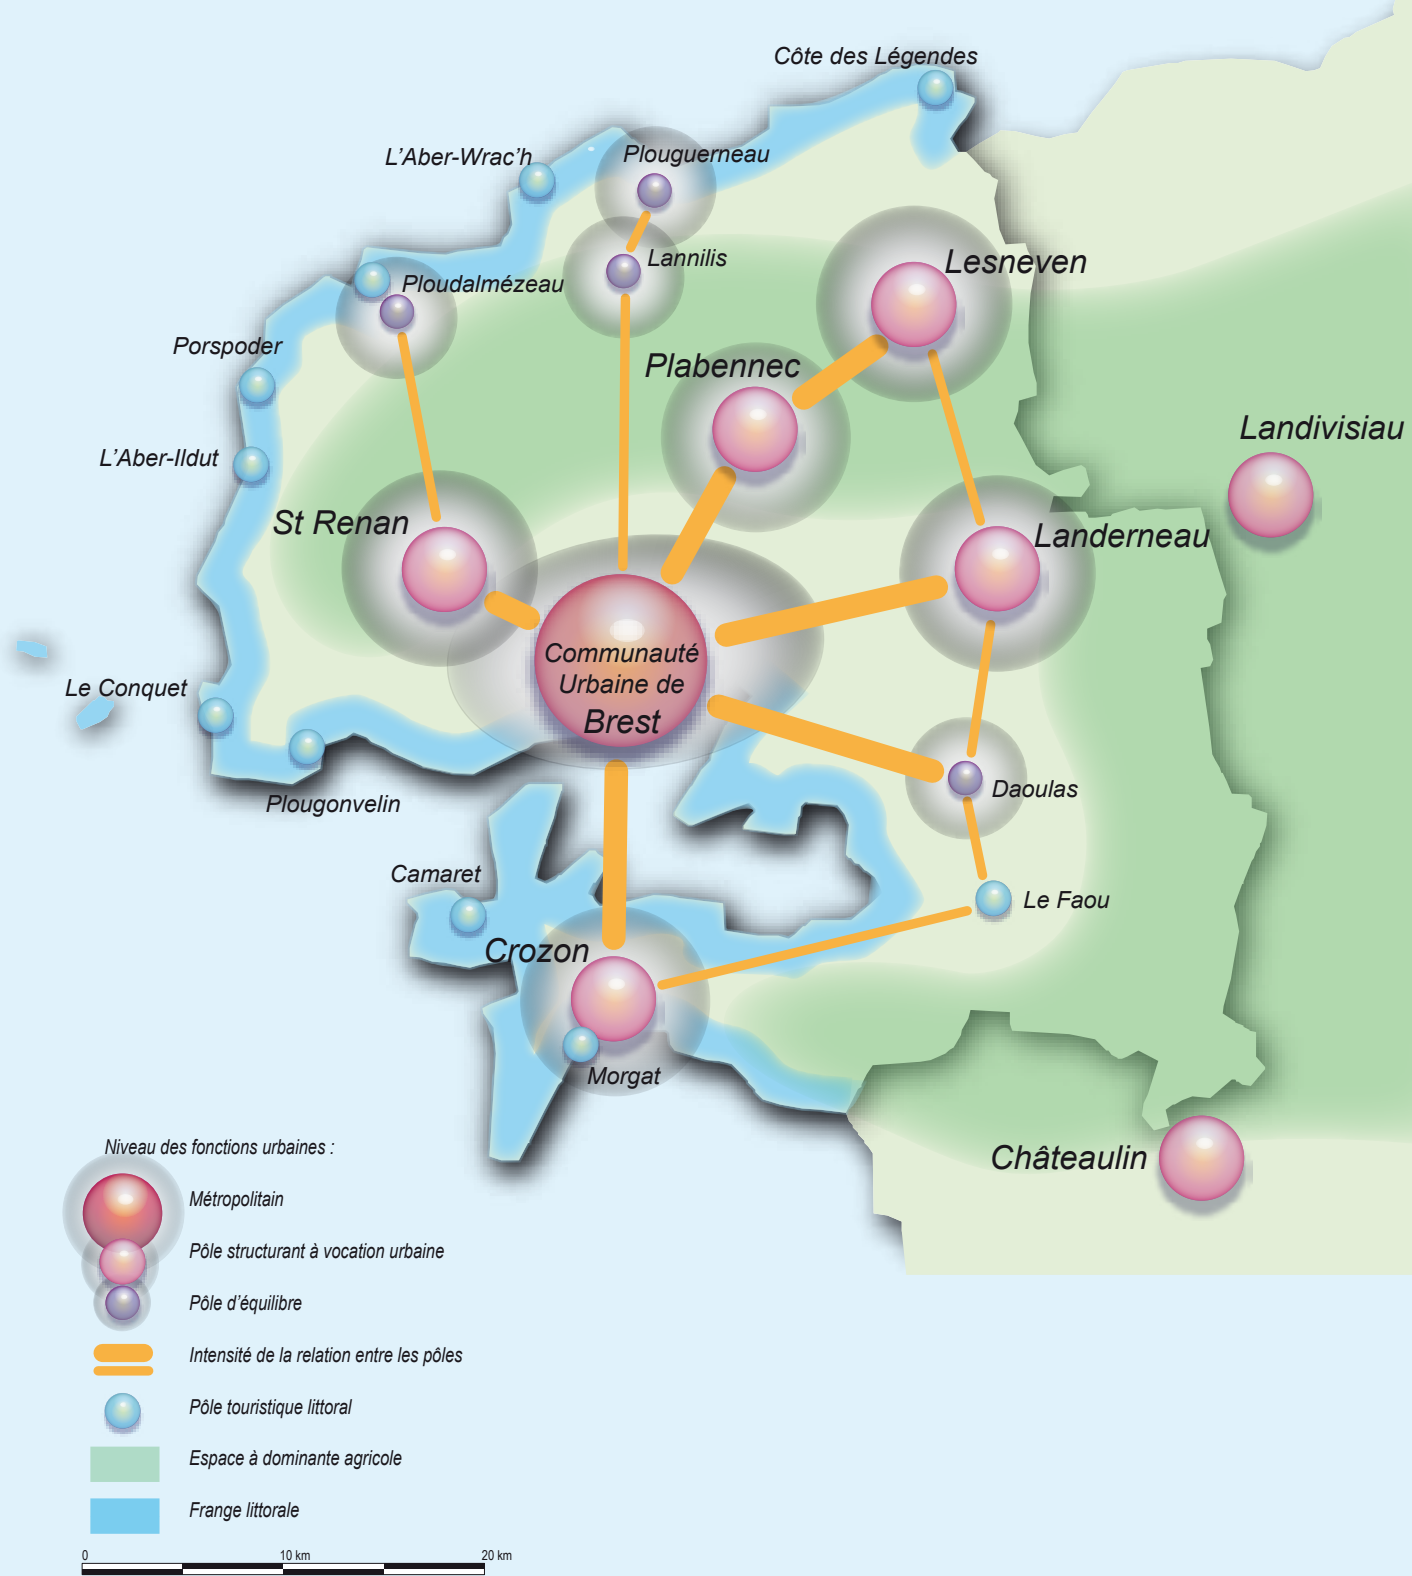 Côte des Légendes
L'Aber-Wrac'h
Plouguerneau
Lannilis
Lesneven
Ploudalmézeau
Porspoder
Plabennec
Landivisiau
L'Aber-Ildut
St Renan
Landerneau
Communauté
Urbaine de
Brest
Le Conquet
Plougonvelin
Daoulas
Camaret
Le Faou
Crozon
Morgat
Châteaulin
Niveau des fonctions urbaines :
Métropolitain
Pôle structurant à vocation urbaine
Pôle d'équilibre
Intensité de la relation entre les pôles
Pôle touristique littoral
Espace à dominante agricole
Frange littorale
0 10 km 20 km